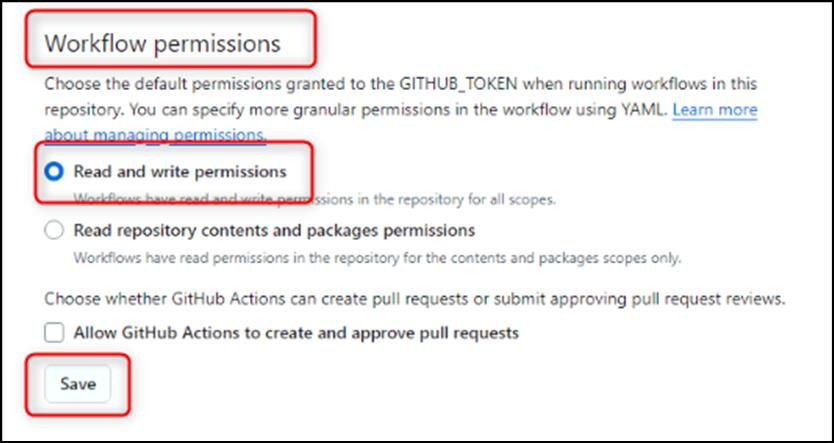 Workflow permissions
Choose the default permissions granted to the GITHUB_TOKEN when running workflows in this
repository. You can specify more granular permissions in the workflow using YAML. Learn more
about managing permissions.
Read and write permissions
Workflows have read and write permissions in the repository for all scopes.
Read repository contents and packages permissions
Workflows have read permissions in the repository for the contents and packages scopes only.
Choose whether GitHub Actions can create pull requests or submit approving pull request reviews.
Allow GitHub Actions to create and approve pull requests
Save